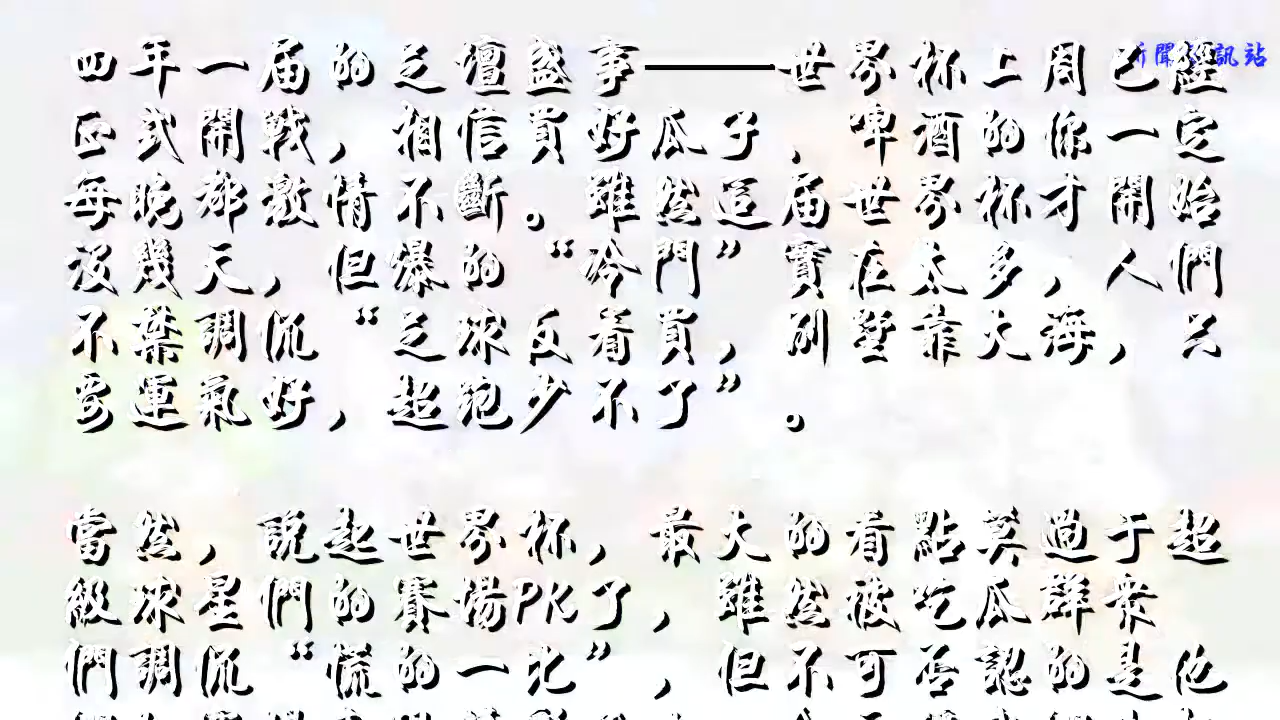 四年一届的足壇盛事——世界杯上周已經
正式開戰，相信買好瓜子、啤酒的你一定
每晚都激情不斷。雖然這届世界杯才開始
沒幾天，但爆的“冷門”實在太多，人們
不禁調侃“足球反着買，別墅靠大海，只
要運氣好，超跑少不了”。
當然，說起世界杯，最大的看點莫過于超
級球星們的賽場PK了，雖然被吃瓜群衆
們調侃“慌的一比”，但不可否認的是他
聞 訊站